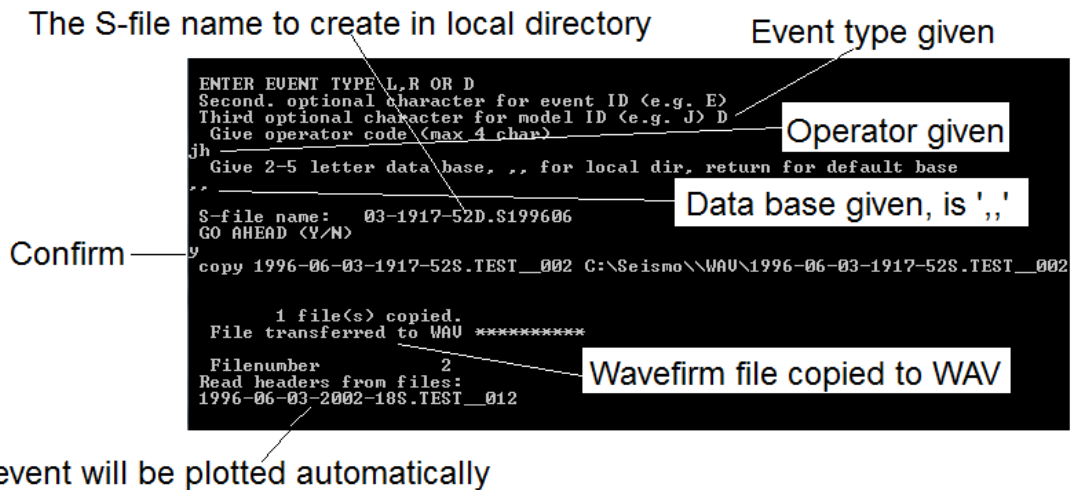 The S-file name to create in local directory
Event type given
ENTER EVENT TYPE L,R OR D
Second. optional character for event ID (e.g. E)
Third optional character for model ID (e.g. J) D
Give operator code (max 4 char)
Operator given
jh
Give 2-5 letter data base, ,, for local dir, return for default base
,,
Data base given, is ',,'
S-file name: 03-1917-52D.S199606
GO AHEAD (Y/N)
Confirm
y
copy 1996-06-03-1917-52S.TEST__002 C:\Seismo\\WAV\1996-06-03-1917-52S.TEST__002
1 file(s) copied.
File transferred to WAV **********
Filenumber 2
Wavefirm file copied to WAV
Read headers from files:
1996-06-03-2002-18S.TEST__012
event will be plotted automatically